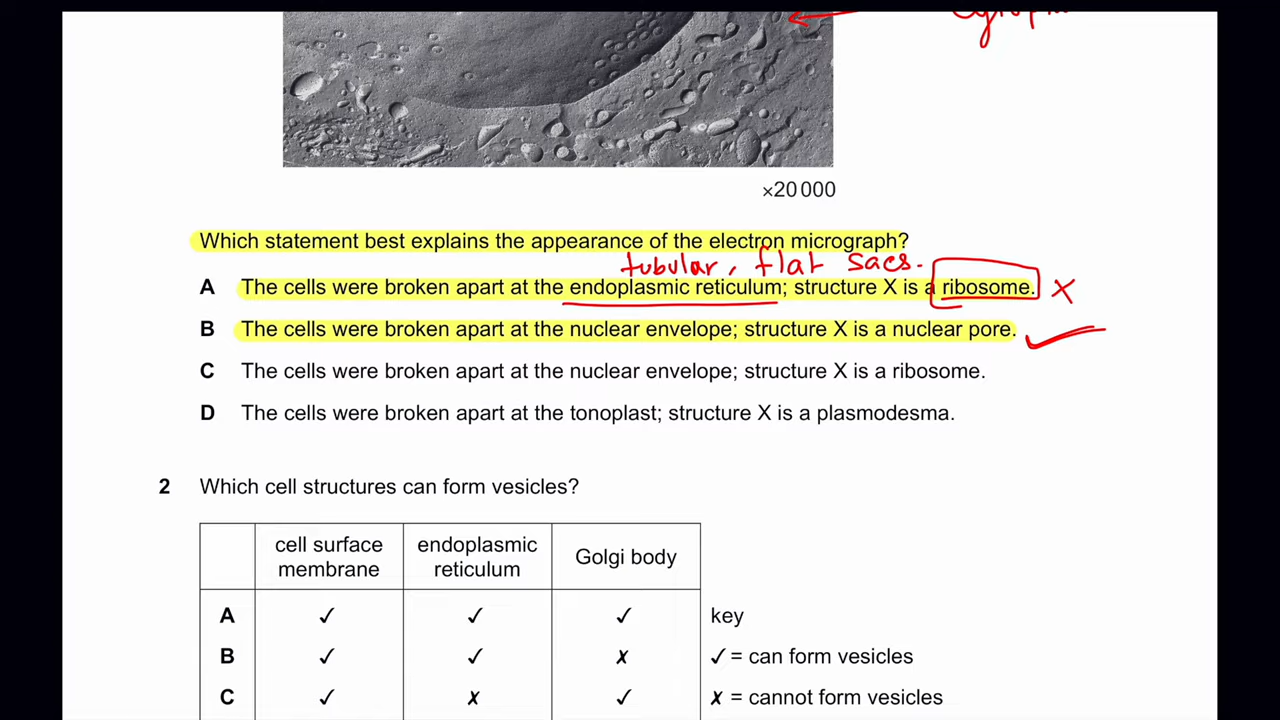 ×20 000
Which statement best explains the appearance of the electron micrograph?
tubular, flat sacs.
A The cells were broken apart at the endoplasmic reticulum; structure X is a ribosome. X
B The cells were broken apart at the nuclear envelope; structure X is a nuclear pore. ✓
C The cells were broken apart at the nuclear envelope; structure X is a ribosome.
D The cells were broken apart at the tonoplast; structure X is a plasmodesma.
2 Which cell structures can form vesicles?
cell surface membrane endoplasmic reticulum Golgi body
A ✓ ✓ ✓ key
B ✓ ✓ ✗ ✓ = can form vesicles
C ✓ ✗ ✓ ✗ = cannot form vesicles